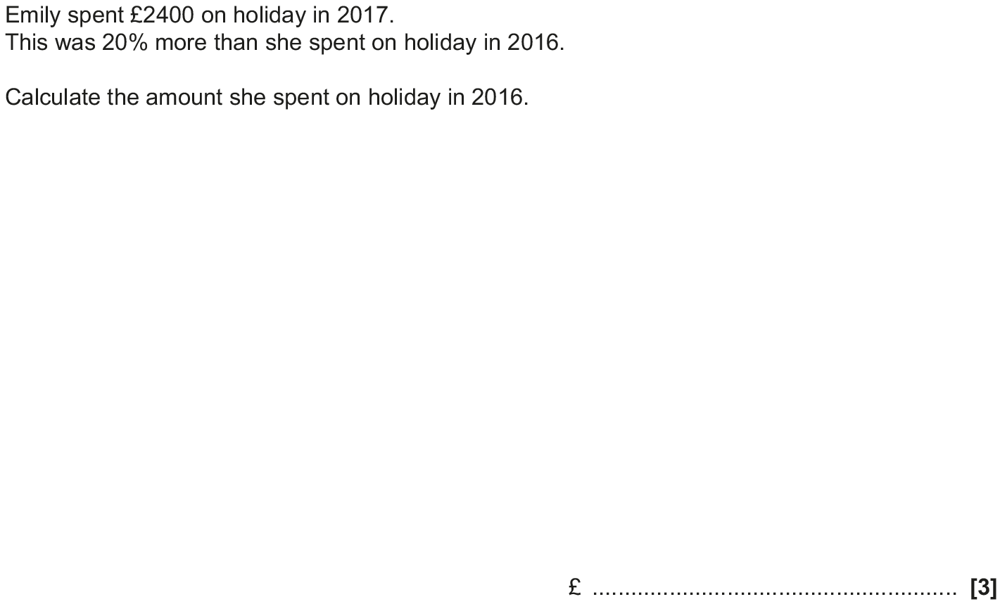 Emily spent £2400 on holiday in 2017.
This was 20% more than she spent on holiday in 2016.
Calculate the amount she spent on holiday in 2016.
£ ......................................................... [3]